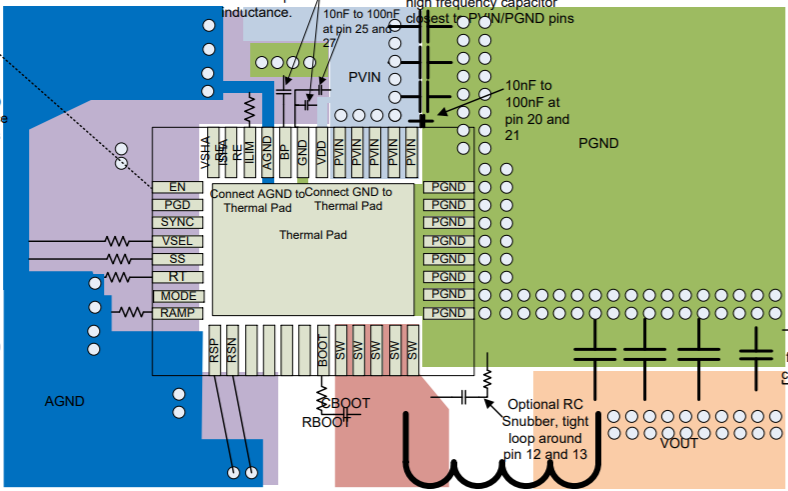 inductance.
high frequency capacitor
closest to PVIN/PGND pins
10nF to 100nF
at pin 25 and
27
PVIN
10nF to
100nF at
pin 20 and
21
PGND
VSHA
ISHA
RE
ILIM
AGND
BP
GND
VDD
PVIN
PVIN
PVIN
PVIN
PVIN
EN
PGD
SYNC
VSEL
SS
RT
MODE
RAMP
Connect AGND to
Thermal Pad
Connect GND to
Thermal Pad
Thermal Pad
PGND
PGND
PGND
PGND
PGND
PGND
PGND
PGND
RSP
RSN
BOOT
SW
SW
SW
SW
SW
AGND
CBOOT
RBOOT
Optional RC
Snubber, tight
loop around
pin 12 and 13
VOUT